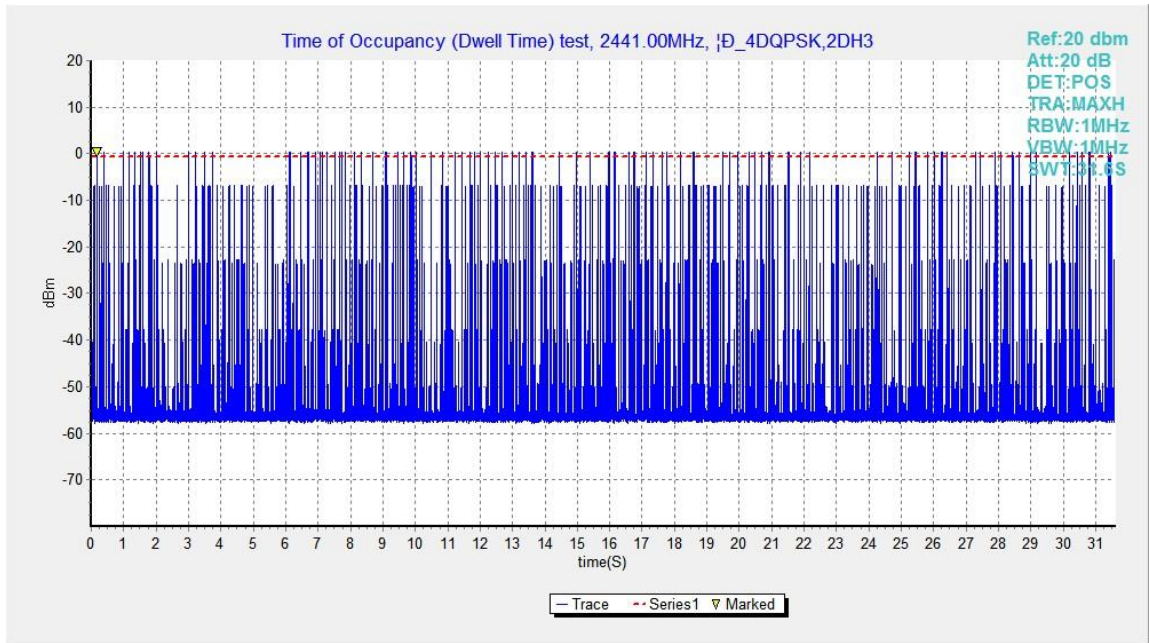 Time of Occupancy (Dwell Time) test, 2441.00MHz, ¦Ð_4DQPSK,2DH3
Ref:20 dbm
Att:20 dB
DET:POS
TRA:MAXH
RBW:1MHz
VBW:1MHz
SWT:31.6S
20
10
0
-10
-20
-30
-40
-50
-60
-70
dBm
0 1 2 3 4 5 6 7 8 9 10 11 12 13 14 15 16 17 18 19 20 21 22 23 24 25 26 27 28 29 30 31
time(S)
Trace Series1 Marked